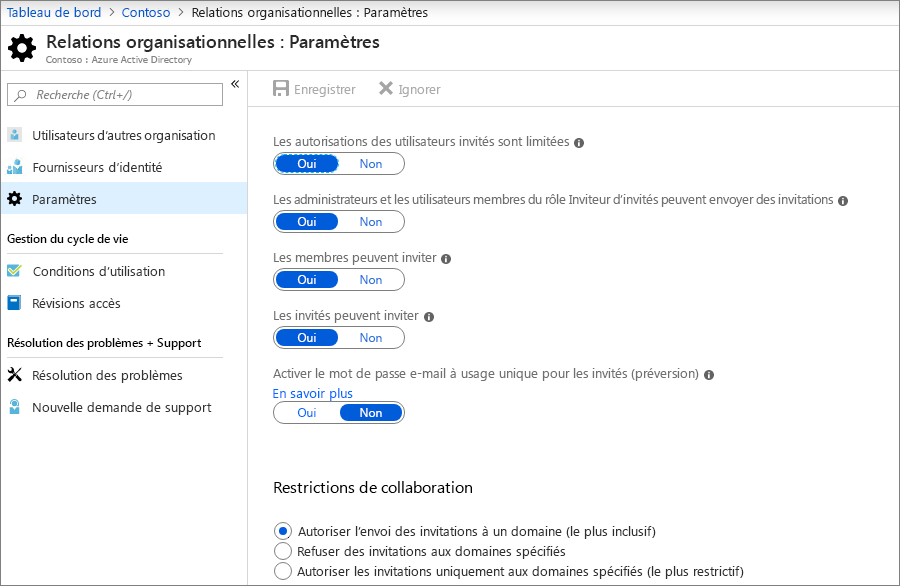 Tableau de bord > Contoso > Relations organisationnelles : Paramètres
Relations organisationnelles : Paramètres
Contoso : Azure Active Directory
Recherche (Ctrl+/)
«
Utilisateurs d'autres organisation
Fournisseurs d'identité
Paramètres
Gestion du cycle de vie
Conditions d'utilisation
Révisions accès
Résolution des problèmes + Support
Résolution des problèmes
Nouvelle demande de support
Enregistrer Ignorer
Les autorisations des utilisateurs invités sont limitées
Oui Non
Les administrateurs et les utilisateurs membres du rôle Inviteur d'invités peuvent envoyer des invitations
Oui Non
Les membres peuvent inviter
Oui Non
Les invités peuvent inviter
Oui Non
Activer le mot de passe e-mail à usage unique pour les invités (préversion)
En savoir plus
Oui Non
Restrictions de collaboration
Autoriser l'envoi des invitations à un domaine (le plus inclusif)
Refuser des invitations aux domaines spécifiés
Autoriser les invitations uniquement aux domaines spécifiés (le plus restrictif)